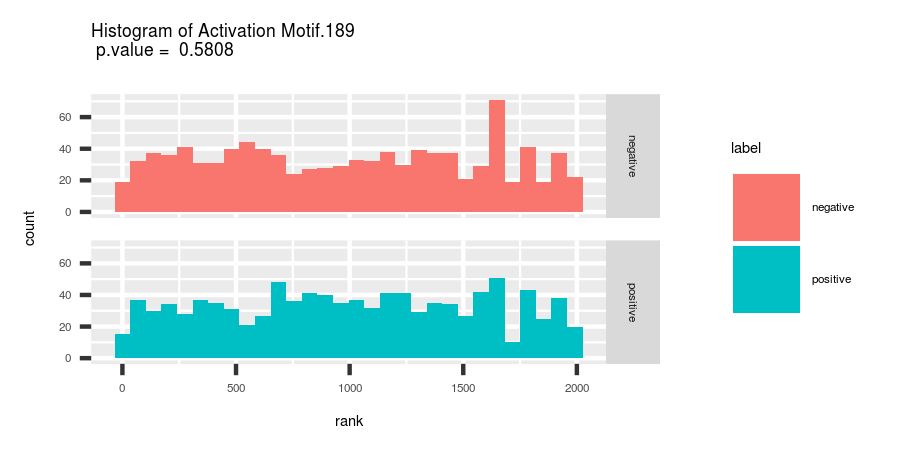 Histogram of Activation Motif.189
p.value = 0.5808
count
60
40
20
0
negative
60
40
20
0
positive
0 500 1000 1500 2000
rank
label
negative
positive